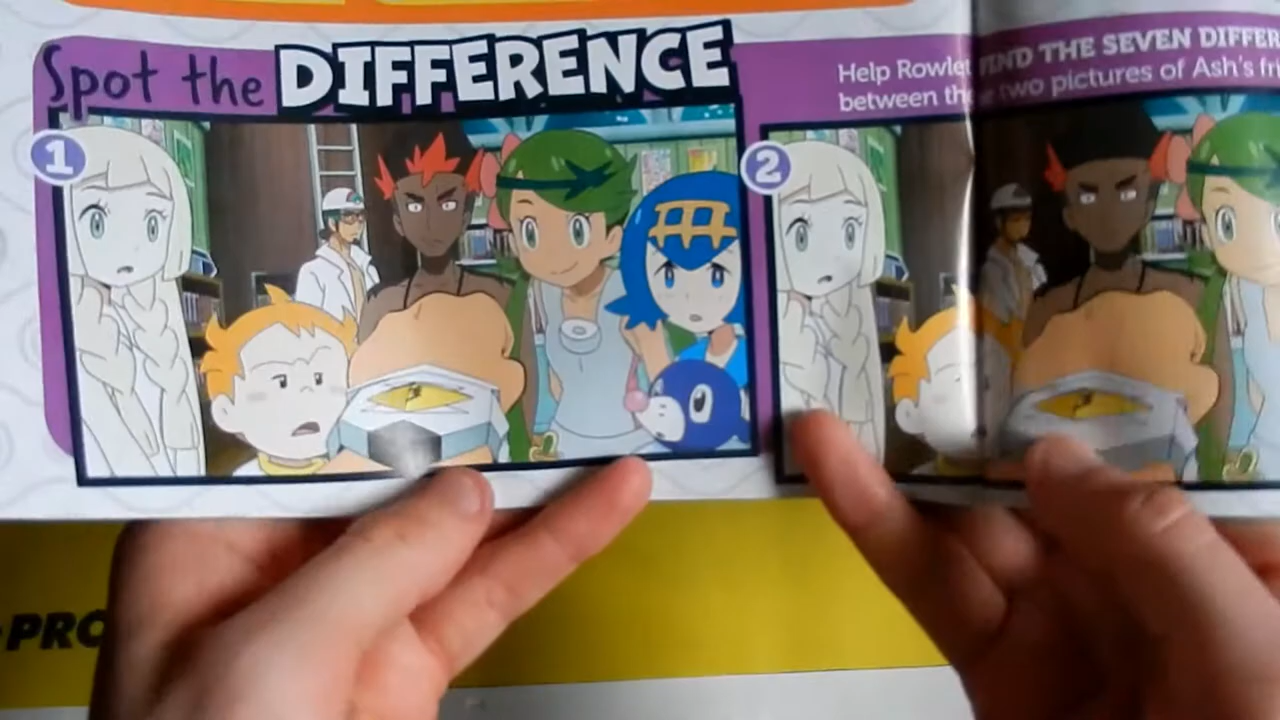 Spot the DIFFERENCE
Help Rowlet FIND THE SEVEN DIFFER
between the two pictures of Ash's fri
1
2
PRO